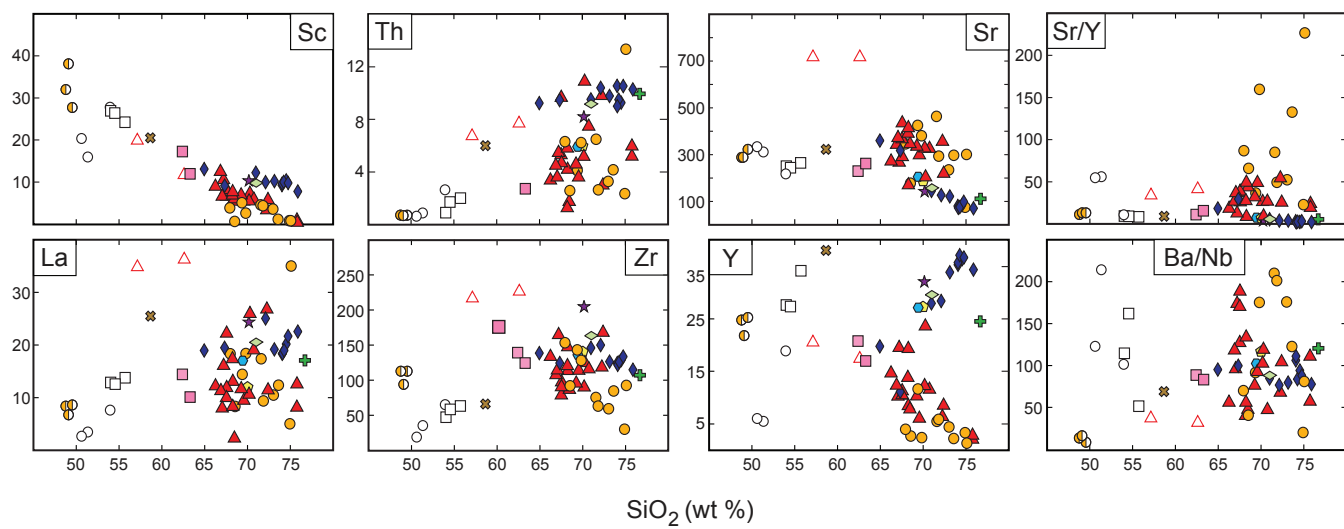 Sc Th Sr Sr/Y
40 30 20 10
12 8 4
700 500 300 100
200 150 100 50
La Zr Y Ba/Nb
30 20 10
250 200 150 100 50
35 25 15 5
200 150 100 50
50 55 60 65 70 75 50 55 60 65 70 75 50 55 60 65 70 75 50 55 60 65 70 75
SiO2 (wt %)